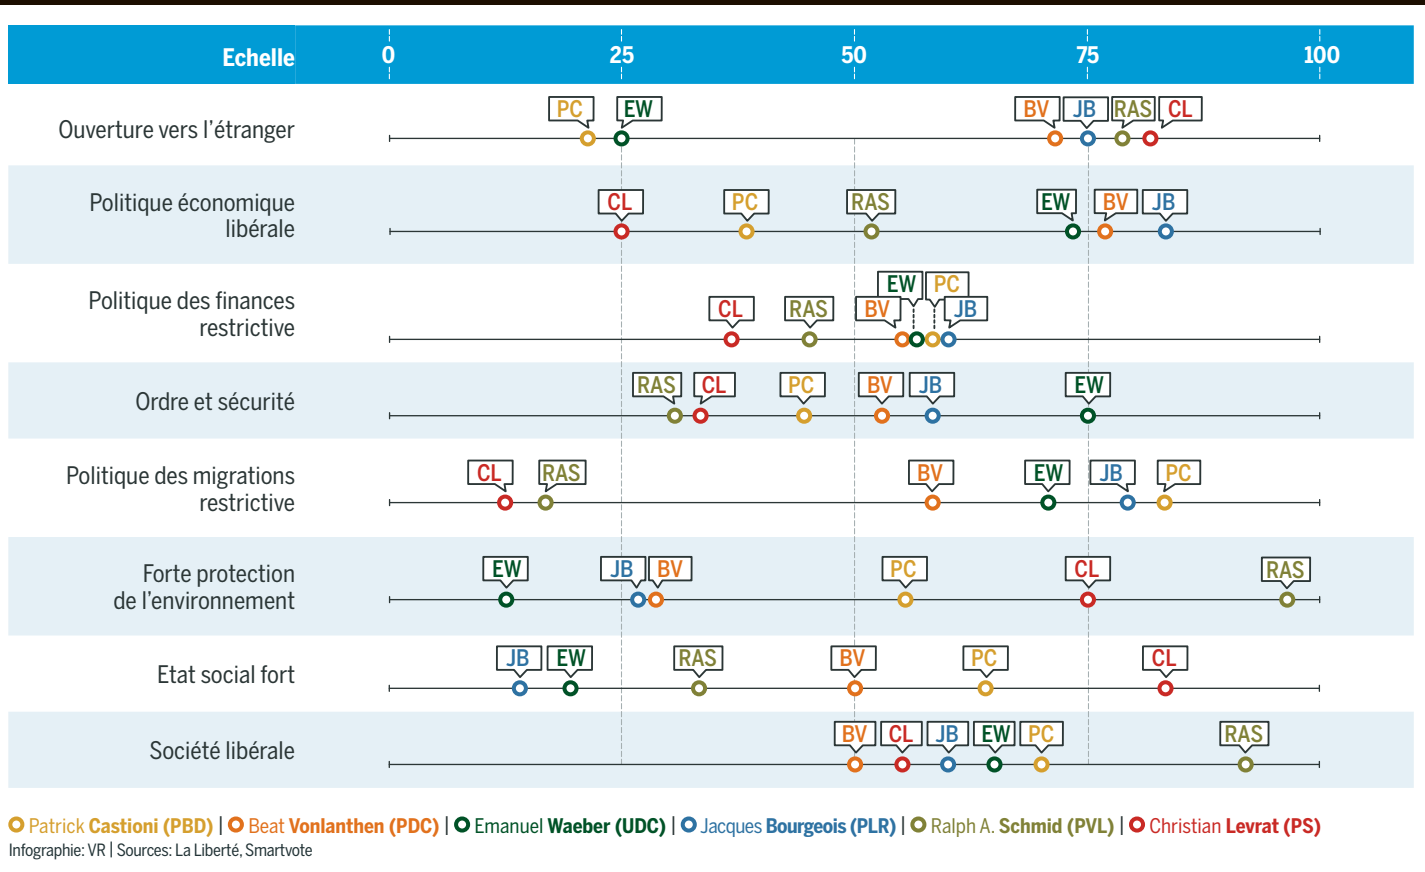 Echelle 0 25 50 75 100
PC EW BV JB RAS CL
Ouverture vers l'étranger
Politique économique
libérale
CL PC RAS EW BV JB
EW PC
Politique des finances
restrictive
CL RAS BV JB
RAS CL PC BV JB EW
Ordre et sécurité
Politique des migrations
restrictive
CL RAS BV EW JB PC
Forte protection
de l'environnement
EW JB BV PC CL RAS
JB EW RAS BV PC CL
Etat social fort
BV CL JB EW PC RAS
Société libérale
Patrick Castioni (PBD) | Beat Vonlanthen (PDC) | Emanuel Waeber (UDC) | Jacques Bourgeois (PLR) | Ralph A. Schmid (PVL) | Christian Levrat (PS)
Infographie: VR | Sources: La Liberté, Smartvote